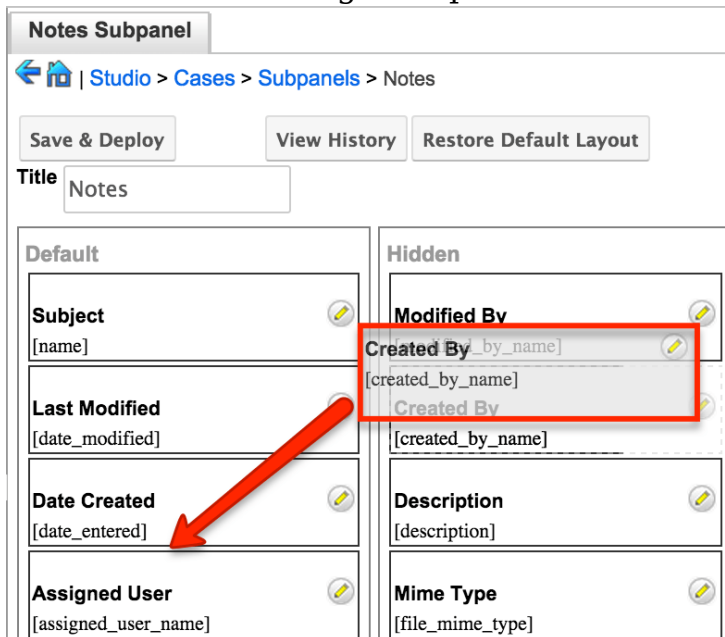 Notes Subpanel
| Studio > Cases > Subpanels > Notes
Save & Deploy View History Restore Default Layout
Title Notes
Default
Subject
[name]
Last Modified
[date_modified]
Date Created
[date_entered]
Assigned User
[assigned_user_name]
Hidden
Modified By
[modified_by_name]
Created By
[created_by_name]
Created By
[created_by_name]
Description
[description]
Mime Type
[file_mime_type]